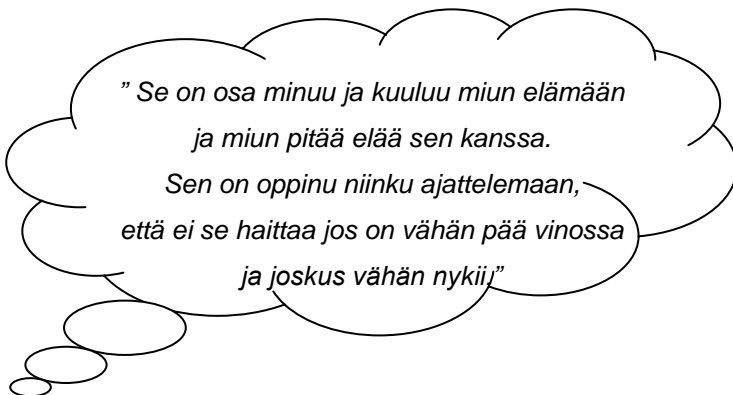 ” Se on osa minuu ja kuuluu miun elämään
ja miun pitää elää sen kanssa.
Sen on oppinu niinku ajattelemaan,
että ei se haittaa jos on vähän pää vinossa
ja joskus vähän nykii.”